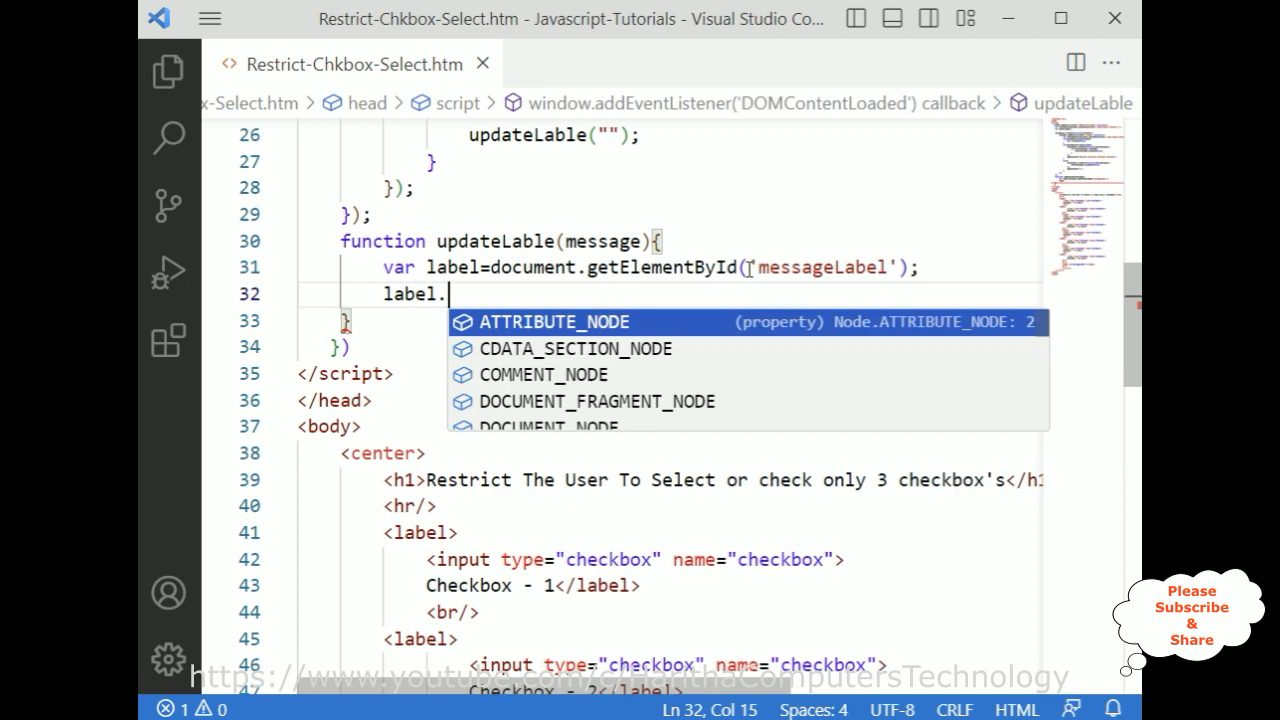 Restrict-Chkbox-Select.htm - Javascript-Tutorials - Visual Studio Co...
Restrict-Chkbox-Select.htm
x-Select.htm > head > script > window.addEventListener('DOMContentLoaded') callback > updateLable
26 updateLable("");
27 }
28 });
29 });
30 function updateLable(message){
31 var label=document.getElementById('messageLabel');
32 label.
ATTRIBUTE_NODE (property) Node.ATTRIBUTE_NODE: 2
33 }
34 })
CDATA_SECTION_NODE
35 </script>
COMMENT_NODE
36 </head>
DOCUMENT_FRAGMENT_NODE
37 <body>
DOCUMENT_NODE
38 <center>
39 <h1>Restrict The User To Select or check only 3 checkbox's</h1
40 <hr/>
41 <label>
42 <input type="checkbox" name="checkbox">
43 Checkbox - 1</label>
44 <br/>
45 <label>
46 <input type="checkbox" name="checkbox">
47 Checkbox - 2</label>
Please
Subscribe
&
Share
Ln 32, Col 15 Spaces: 4 UTF-8 CRLF HTML
1 0